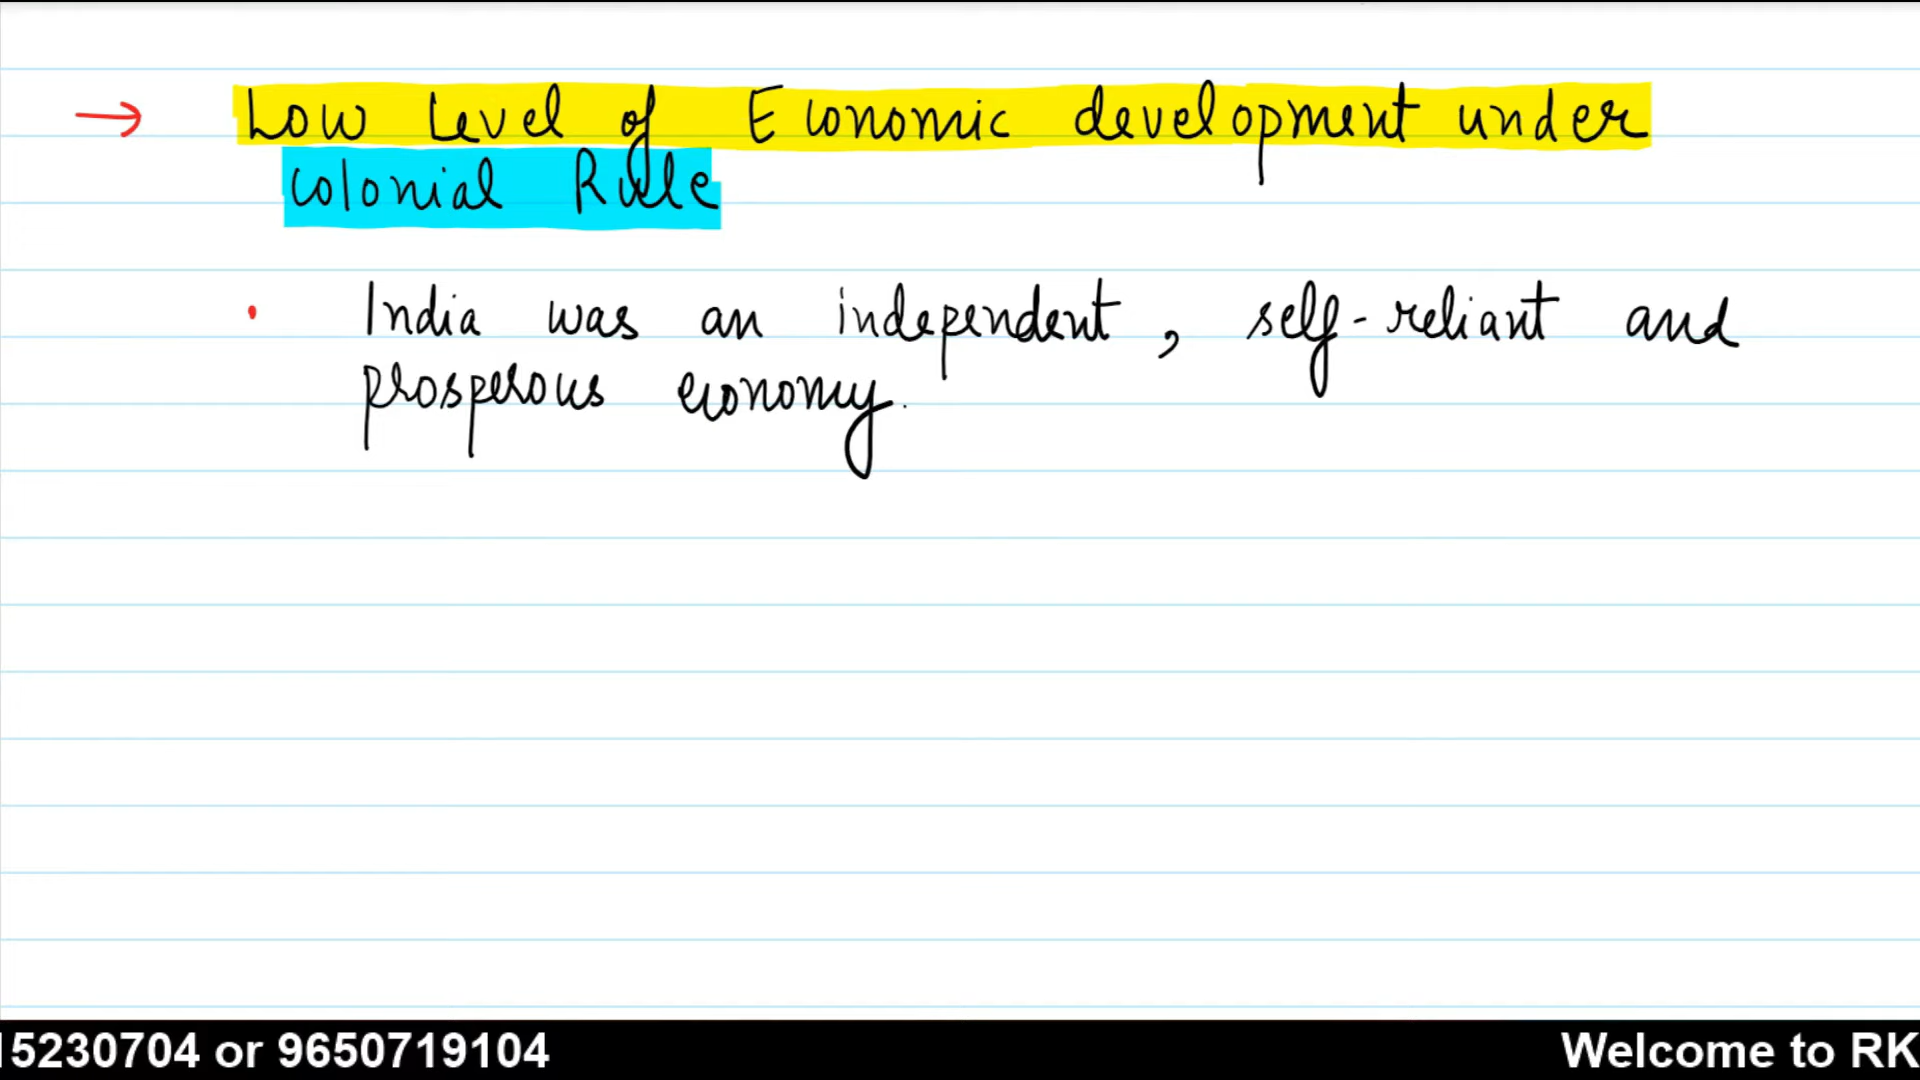 → Low Level of Economic development under
colonial Rule
• India was an independent, self-reliant and
prosperous economy.
15230704 or 9650719104 Welcome to RK